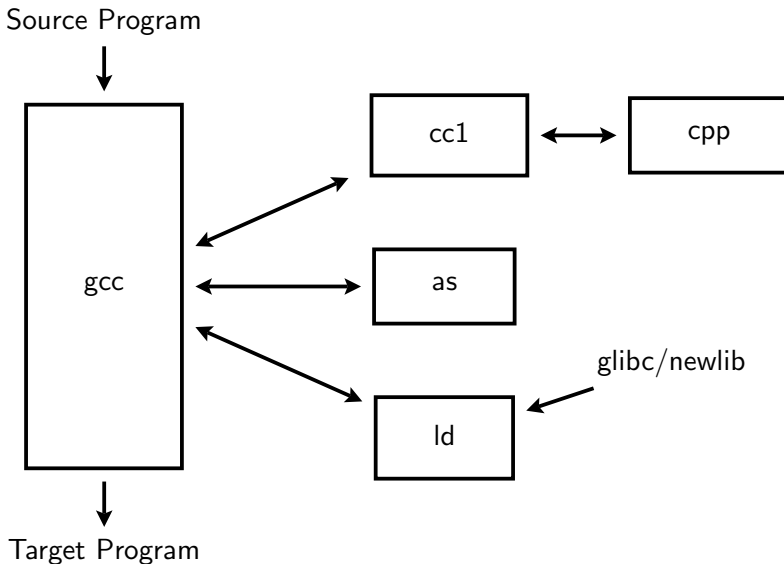 Source Program
cc1
cpp
gcc
as
glibc/newlib
ld
Target Program